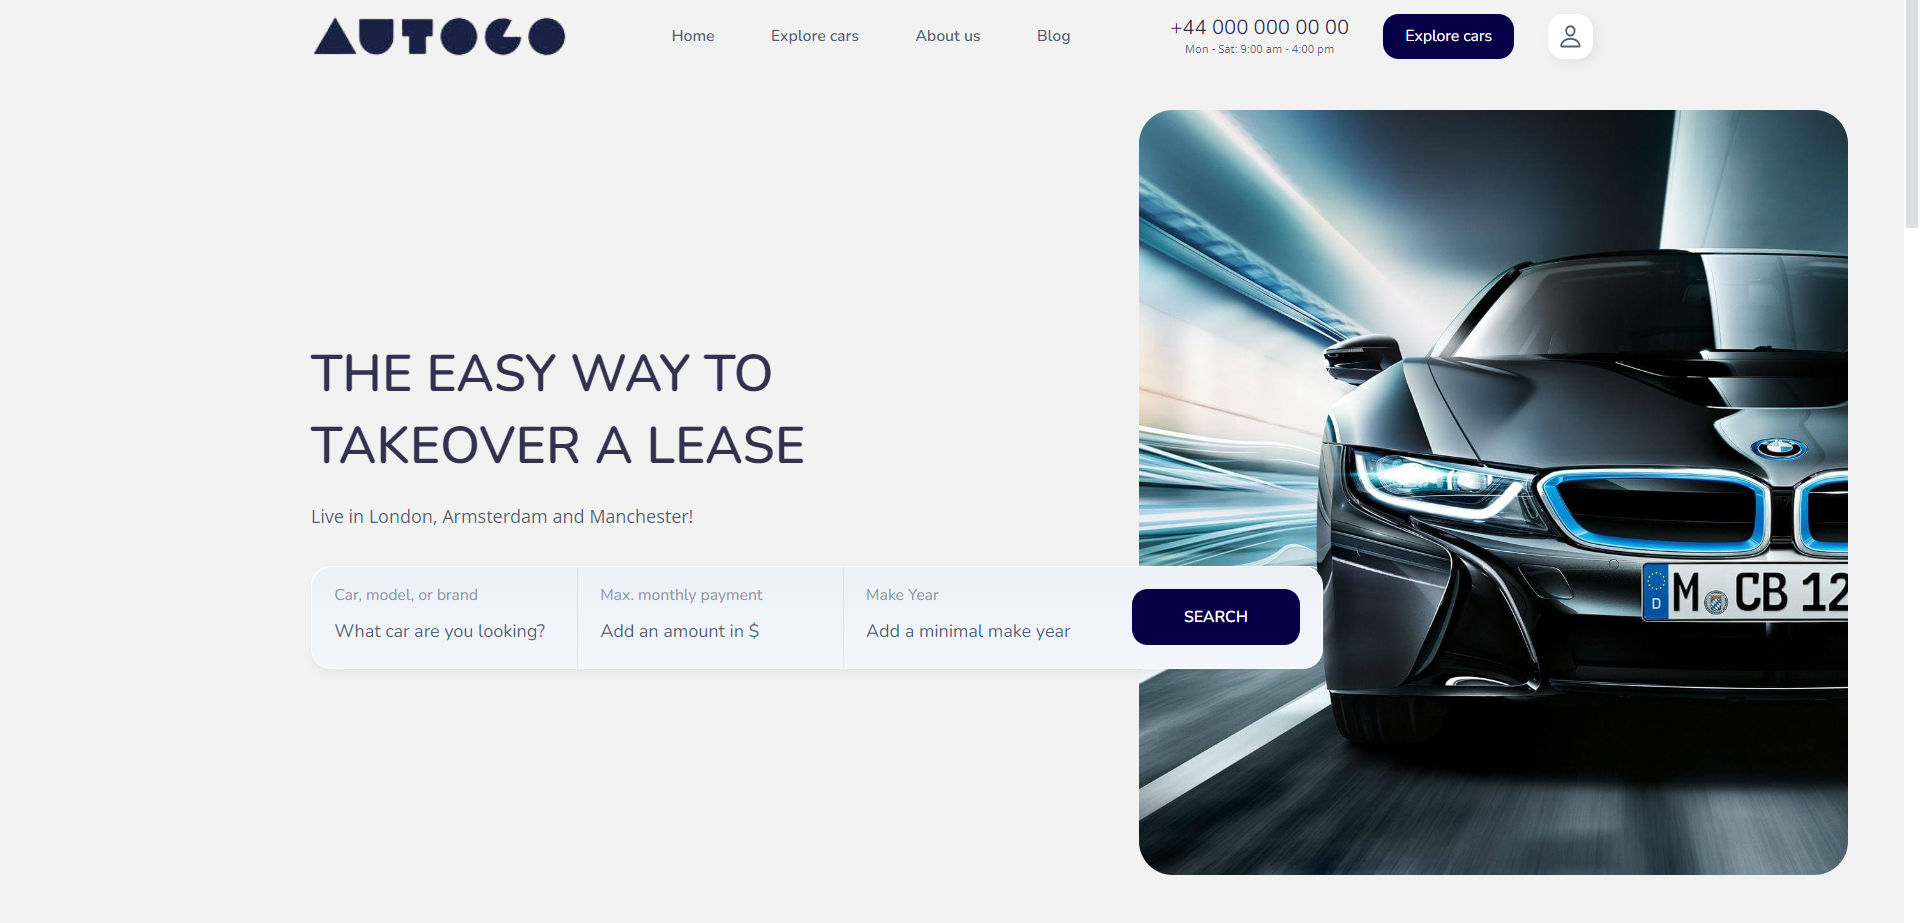 AUTOGO
Home Explore cars About us Blog
+44 000 000 00 00
Mon - Sat: 9:00 am - 4:00 pm
Explore cars
THE EASY WAY TO
TAKEOVER A LEASE
Live in London, Armsterdam and Manchester!
Car, model, or brand
What car are you looking?
Max. monthly payment
Add an amount in $
Make Year
Add a minimal make year
SEARCH
D
M CB 12